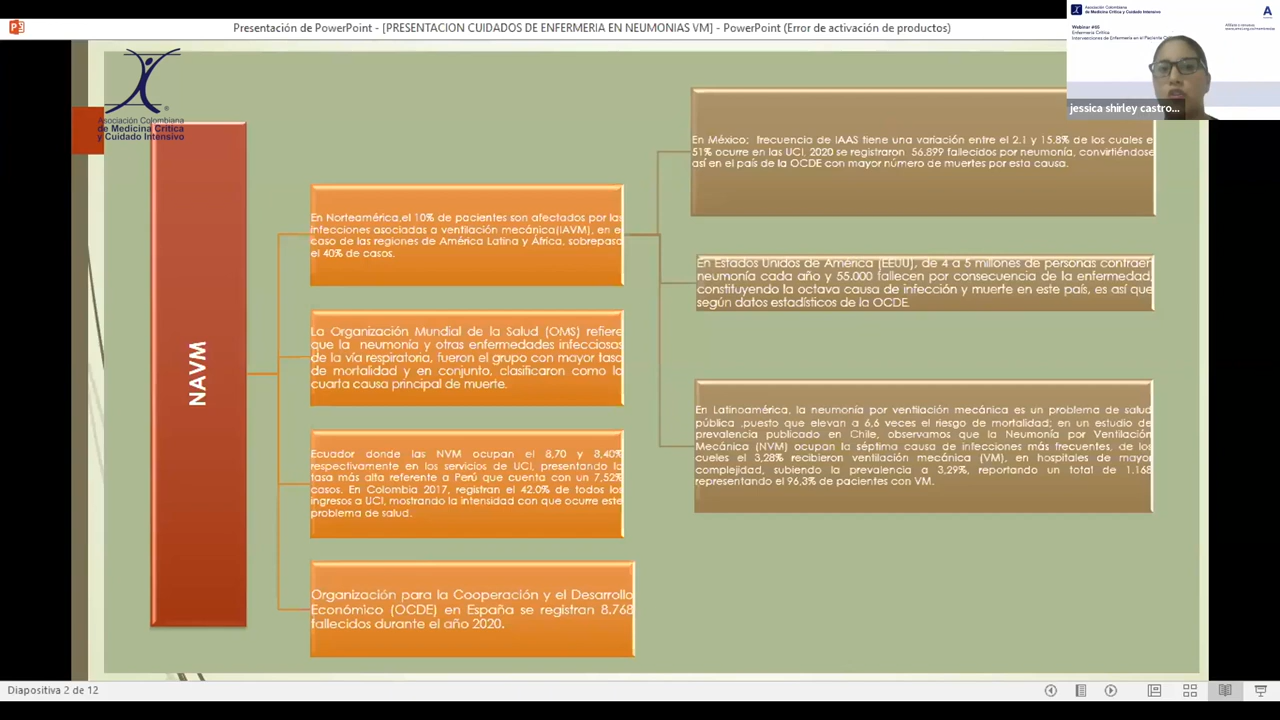 Presentación de PowerPoint - [PRESENTACION CUIDADOS DE ENFERMERIA EN NEUMONIAS VM] - PowerPoint (Error de activación de productos)
Asociación Colombiana
de Medicina Crítica
y Cuidado Intensivo
NAVM
En Norteamérica,el 10% de pacientes son afectados por las
infecciones asociadas a ventilación mecánica(IAVM), en el
caso de las regiones de América Latina y África, sobrepasa
el 40% de casos.
La Organización Mundial de la Salud (OMS) refiere
que la neumonía y otras enfermedades infecciosas
de la vía respiratoria, fueron el grupo con mayor tasa
de mortalidad y en conjunto, clasificaron como la
cuarta causa principal de muerte.
Ecuador donde las NVM ocupan el 8,70 y 8,40%
respectivamente en los servicios de UCI, presentando la
tasa más alta referente a Perú que cuenta con un 7,52%
casos. En Colombia 2017, registran el 42.0% de todos los
ingresos a UCI, mostrando la intensidad con que ocurre este
problema de salud.
Organización para la Cooperación y el Desarrollo
Económico (OCDE) en España se registran 8.768
fallecidos durante el año 2020.
En México; frecuencia de IAAS tiene una variación entre el 2.1 y 15.8% de los cuales e
51% ocurre en las UCI, 2020 se registraron 56.899 fallecidos por neumonía, convirtiéndose
así en el país de la OCDE con mayor número de muertes por esta causa.
En Estados Unidos de América (EEUU), de 4 a 5 millones de personas contraen
neumonía cada año y 55.000 fallecen por consecuencia de la enfermedad,
constituyendo la octava causa de infección y muerte en este país, es así que
según datos estadísticos de la OCDE.
En Latinoamérica, la neumonía por ventilación mecánica es un problema de salud
pública ,puesto que elevan a 6,6 veces el riesgo de mortalidad; en un estudio de
prevalencia publicado en Chile, observamos que la Neumonía por Ventilación
Mecánica (NVM) ocupan la séptima causa de infecciones más frecuentes, de los
cueles el 3,28% recibieron ventilación mecánica (VM), en hospitales de mayor
complejidad, subiendo la prevalencia a 3,29%, reportando un total de 1.168
representando el 96,3% de pacientes con VM.
Asociación Colombiana
de Medicina Crítica y Cuidado Intensivo
Webinar #65
Enfermería Crítica
Intervenciones de Enfermería en el Paciente
jessica shirley castro...
Diapositiva 2 de 12